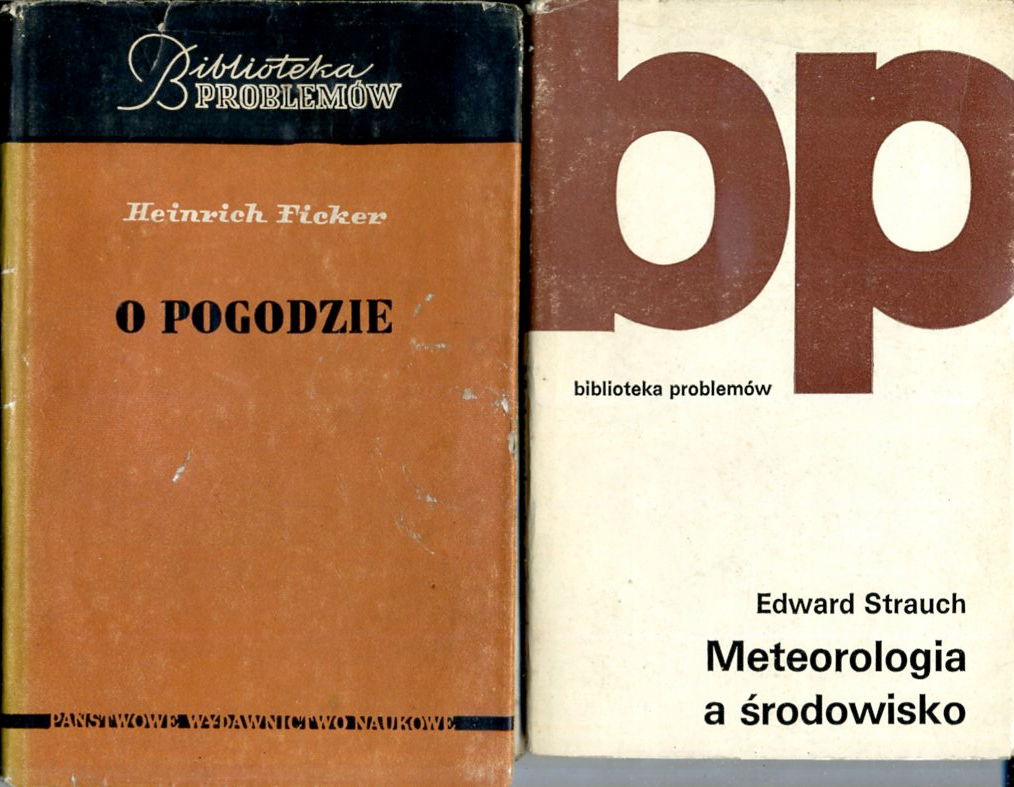 Biblioteka
PROBLEMÓW
Heinrich Ficker
O POGODZIE
PAŃSTWOWE WYDAWNICTWO NAUKOWE
bp
biblioteka problemów
Edward Strauch
Meteorologia
a środowisko